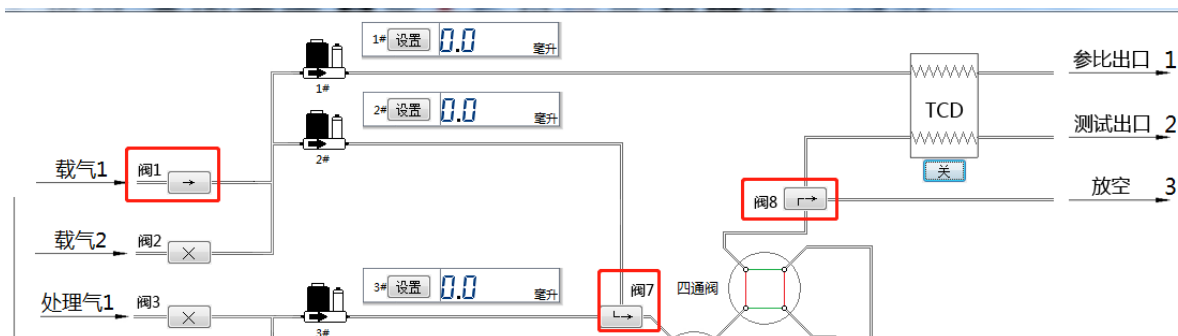 1# 设置 0.0 毫升
参比出口 1
1#
TCD
2# 设置 0.0 毫升
测试出口 2
2#
载气1 阀1
关
阀8
放空 3
载气2 阀2
3# 设置 0.0 毫升
阀7
四通阀
处理气1 阀3
3#